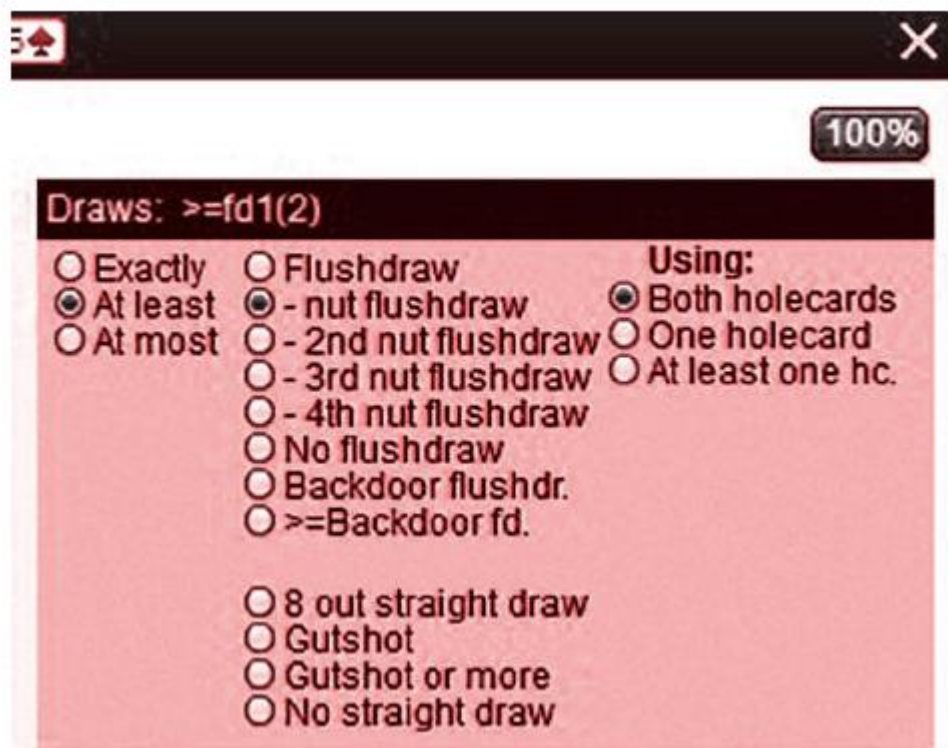 5♠
100%
Draws: >=fd1(2)
Exactly
At least
At most
Flushdraw
- nut flushdraw
- 2nd nut flushdraw
- 3rd nut flushdraw
- 4th nut flushdraw
No flushdraw
Backdoor flushdr.
>=Backdoor fd.
8 out straight draw
Gutshot
Gutshot or more
No straight draw
Using:
Both holecards
One holecard
At least one hc.